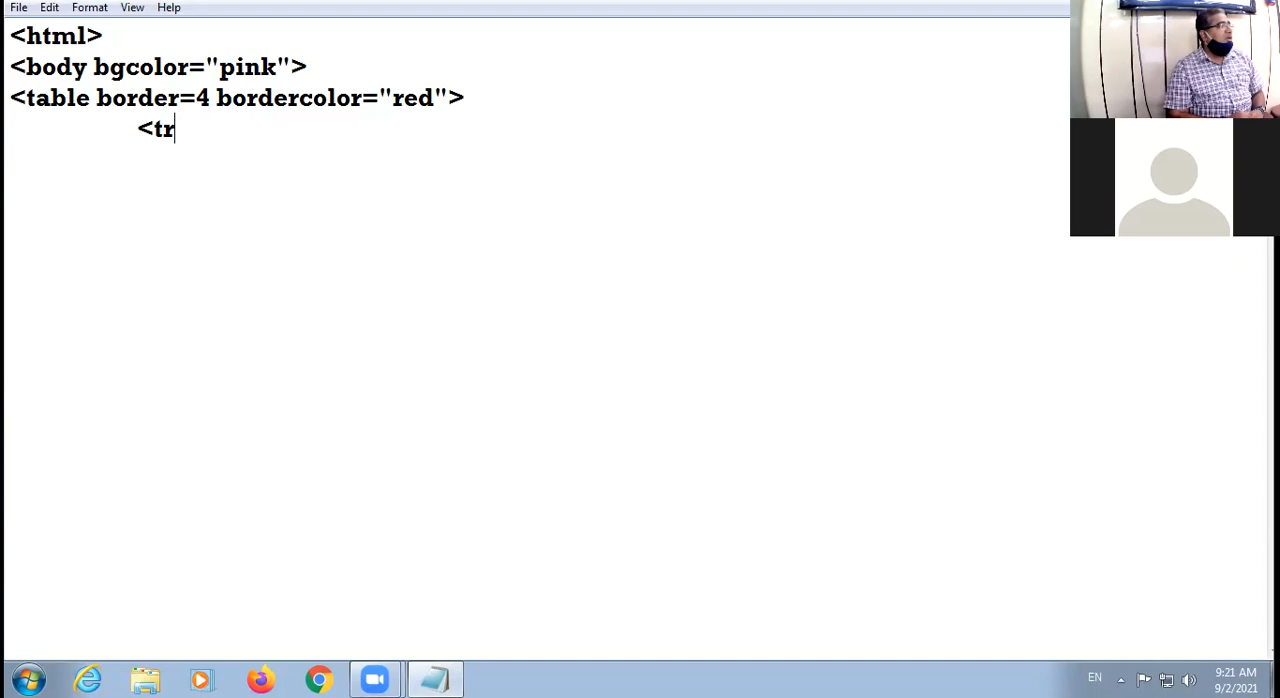 File Edit Format View Help
<html>
<body bgcolor="pink">
<table border=4 bordercolor="red">
<tr
EN
9:21 AM
9/2/2021